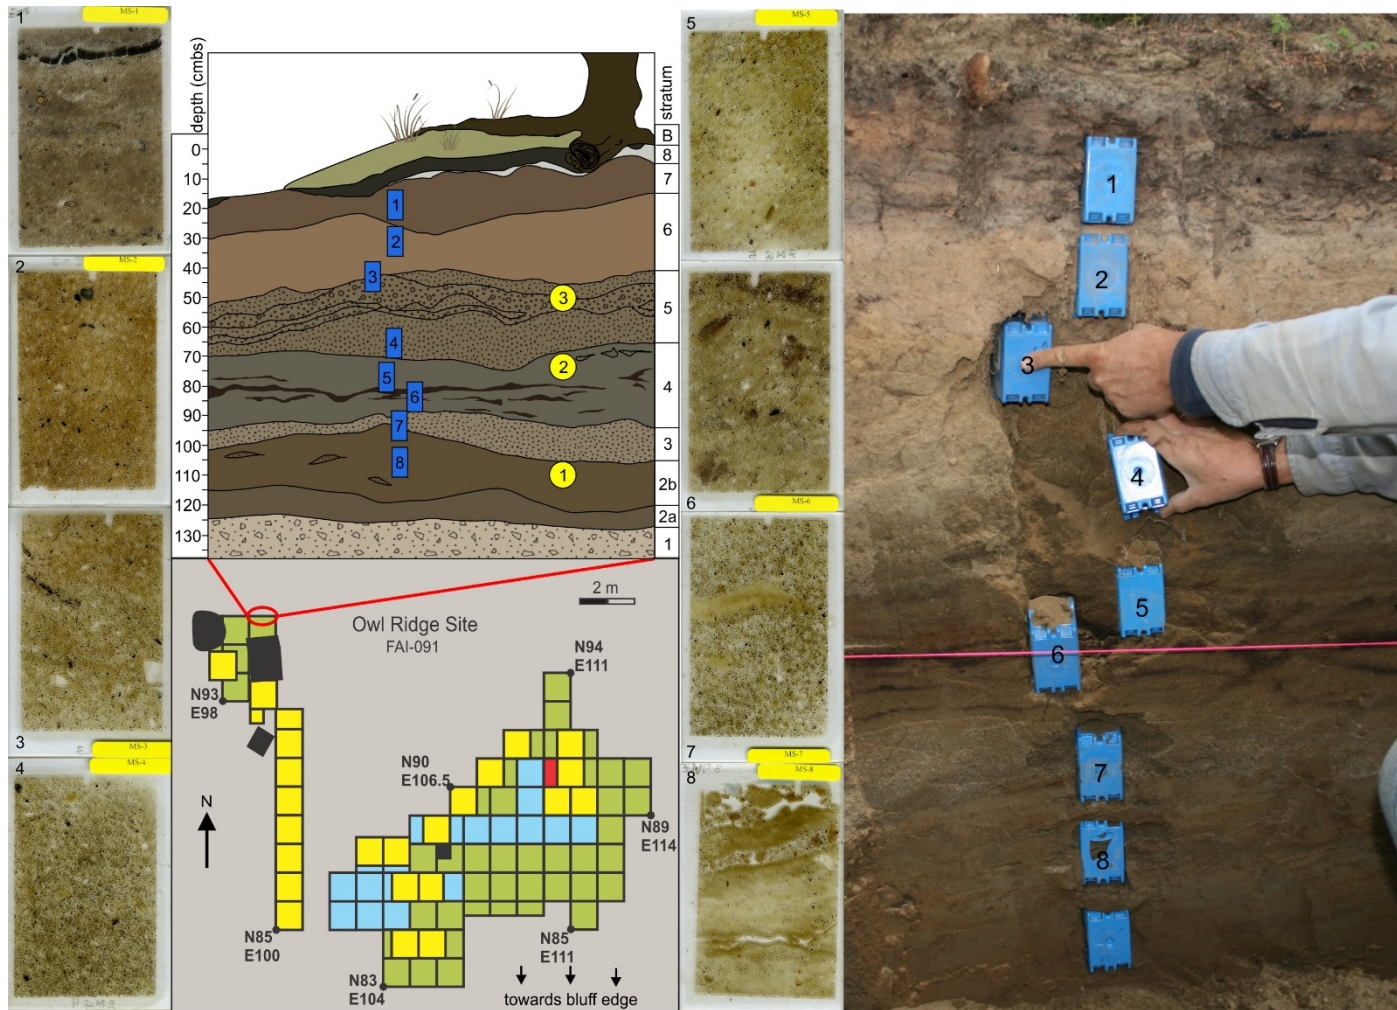 1
MS-1
2
MS-2
3
MS-3
4
MS-4
depth (cmbs)
stratum
0
10
20
30
40
50
60
70
80
90
100
110
120
130
B
8
7
6
5
4
3
2b
2a
1
1
2
3
4
5
6
7
8
3
2
1
2 m
Owl Ridge Site
FAI-091
N94
E111
N93
E98
N90
E106.5
N89
E114
N
N85
E100
N85
E111
N83
E104
towards bluff edge
5
MS-5
6
MS-6
7
MS-7
8
MS-8
1
2
3
4
5
6
7
8